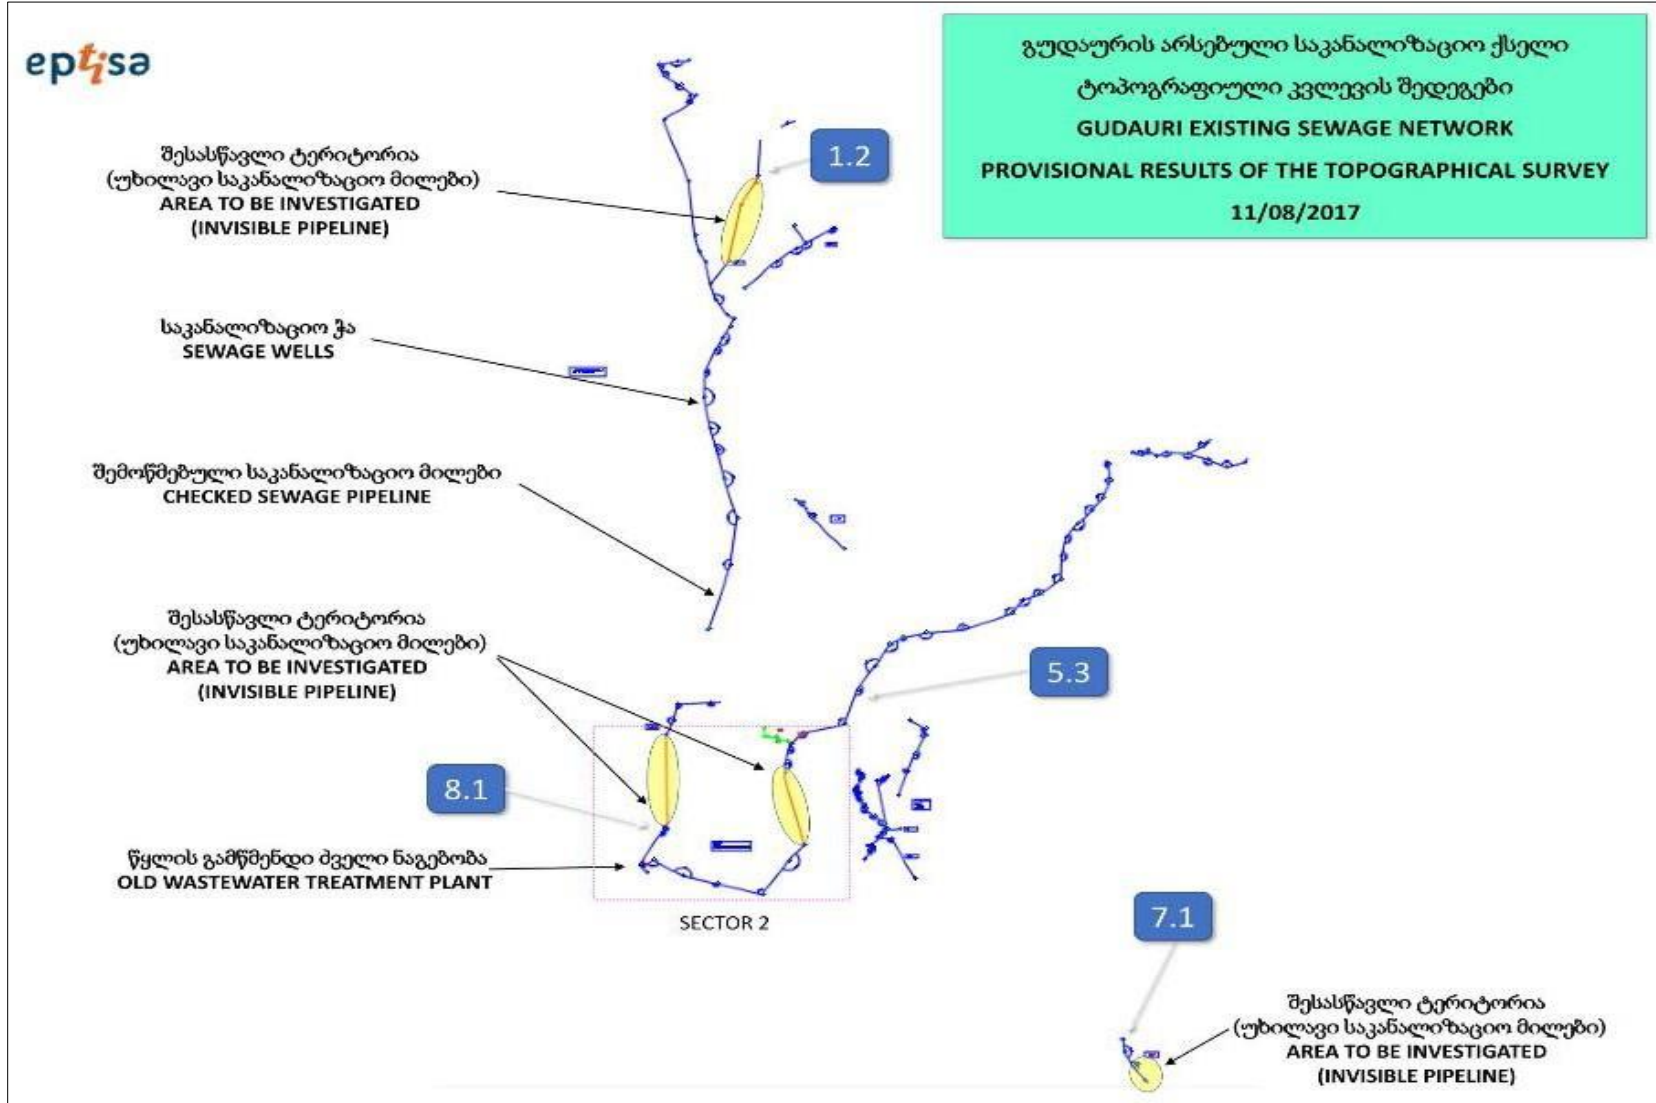 eptisa
გუდაურის არსებული საკანალიზაციო ქსელი
ტოპოგრაფიული კვლევის შედეგები
GUDAURI EXISTING SEWAGE NETWORK
PROVISIONAL RESULTS OF THE TOPOGRAPHICAL SURVEY
11/08/2017
1.2
შესასწავლი ტერიტორია
(უხილავი საკანალიზაციო მილები)
AREA TO BE INVESTIGATED
(INVISIBLE PIPELINE)
საკანალიზაციო ჭა
SEWAGE WELLS
შემოწმებული საკანალიზაციო მილები
CHECKED SEWAGE PIPELINE
შესასწავლი ტერიტორია
(უხილავი საკანალიზაციო მილები)
AREA TO BE INVESTIGATED
(INVISIBLE PIPELINE)
5.3
8.1
წყლის გამწმენდი ძველი ნაგებობა
OLD WASTEWATER TREATMENT PLANT
SECTOR 2
7.1
შესასწავლი ტერიტორია
(უხილავი საკანალიზაციო მილები)
AREA TO BE INVESTIGATED
(INVISIBLE PIPELINE)